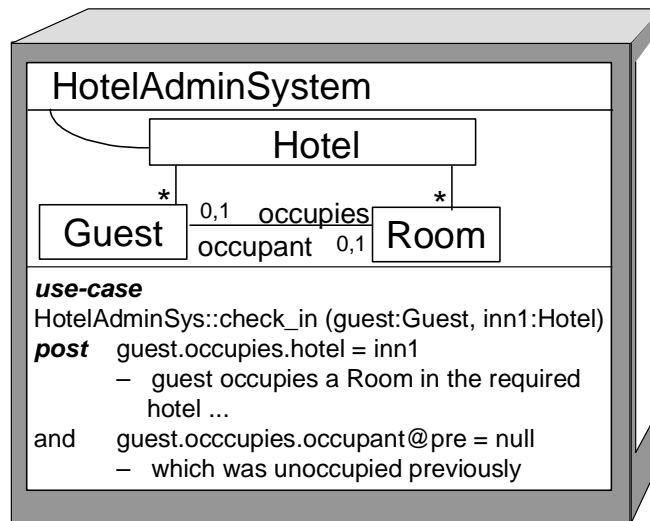 HotelAdminSystem
Hotel
* *
0,1 occupies
Guest Room
occupant 0,1
use-case
HotelAdminSys::check_in (guest:Guest, inn1:Hotel)
post guest.occupies.hotel = inn1
– guest occupies a Room in the required
hotel ...
and guest.occcupies.occupant@pre = null
– which was unoccupied previously